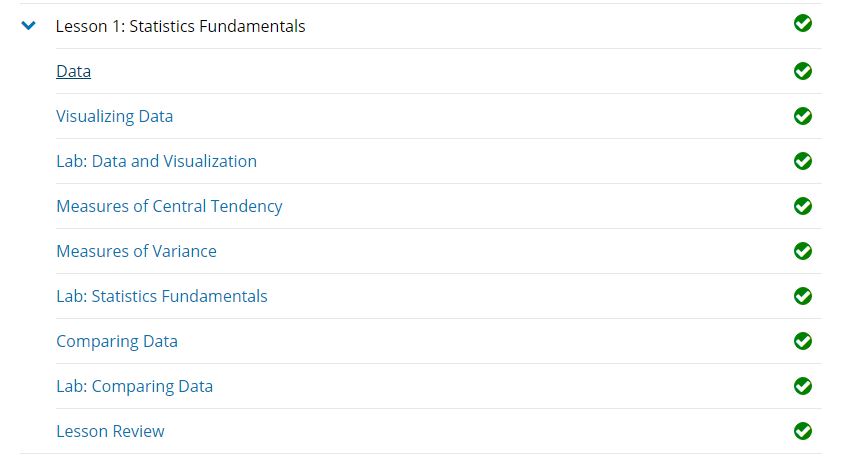 Lesson 1: Statistics Fundamentals
Data
Visualizing Data
Lab: Data and Visualization
Measures of Central Tendency
Measures of Variance
Lab: Statistics Fundamentals
Comparing Data
Lab: Comparing Data
Lesson Review